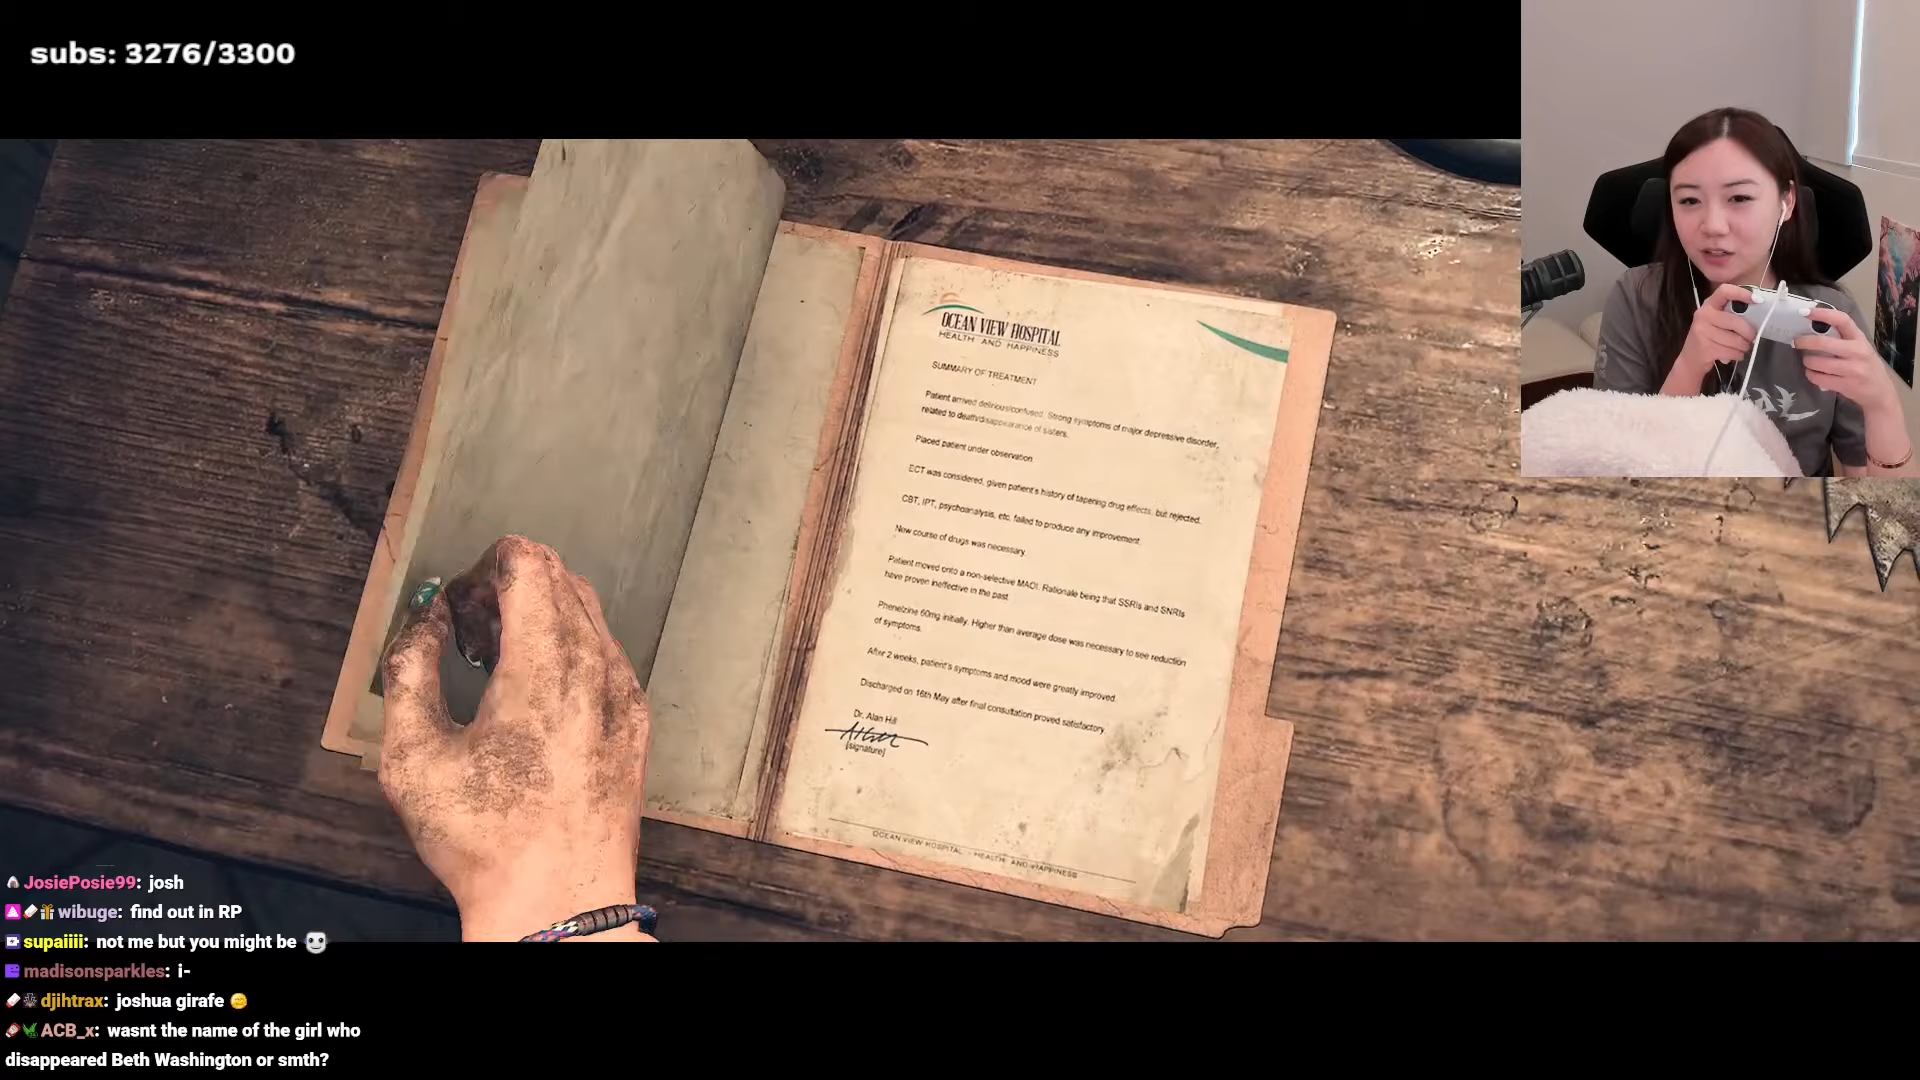 subs: 3276/3300
OCEAN VIEW HOSPITAL
HEALTH AND HAPPINESS
SUMMARY OF TREATMENT
Patient arrived delirious/confused. Strong symptoms of major depressive disorder,
related to death/disappearance of sisters.
Placed patient under observation
ECT was considered, given patient's history of tapering drug effects, but rejected.
CBT, IPT, psychoanalysis, etc, failed to produce any improvement.
New course of drugs was necessary.
Patient moved onto a non-selective MAOI. Rationale being that SSRIs and SNRIs
have proven ineffective in the past.
Phenelzine 60mg initially. Higher than average dose was necessary to see reduction
of symptoms.
After 2 weeks, patient's symptoms and mood were greatly improved.
Discharged on 16th May after final consultation proved satisfactory.
Dr. Alan Hill
[signature]
OCEAN VIEW HOSPITAL - HEALTH AND HAPPINESS
JosiePosie99: josh
wibuge: find out in RP
supaiiii: not me but you might be
madisonsparkles: i-
djihtrax: joshua girafe
ACB_x: wasnt the name of the girl who
disappeared Beth Washington or smth?